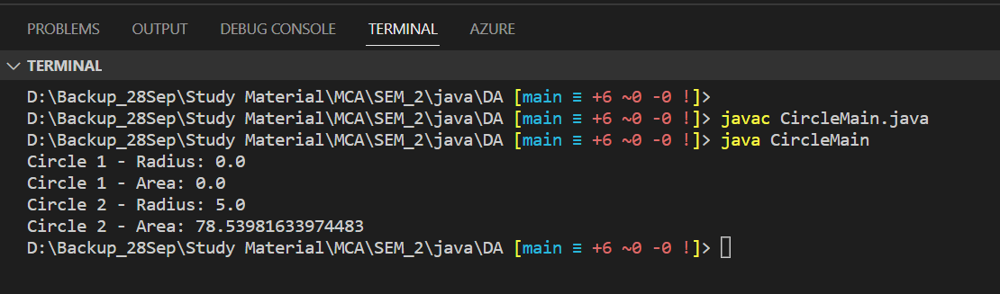 PROBLEMS OUTPUT DEBUG CONSOLE TERMINAL AZURE
TERMINAL
D:\Backup_28Sep\Study Material\MCA\SEM_2\java\DA [main ≡ +6 ~0 -0 !]>
D:\Backup_28Sep\Study Material\MCA\SEM_2\java\DA [main ≡ +6 ~0 -0 !]> javac CircleMain.java
D:\Backup_28Sep\Study Material\MCA\SEM_2\java\DA [main ≡ +6 ~0 -0 !]> java CircleMain
Circle 1 - Radius: 0.0
Circle 1 - Area: 0.0
Circle 2 - Radius: 5.0
Circle 2 - Area: 78.53981633974483
D:\Backup_28Sep\Study Material\MCA\SEM_2\java\DA [main ≡ +6 ~0 -0 !]>